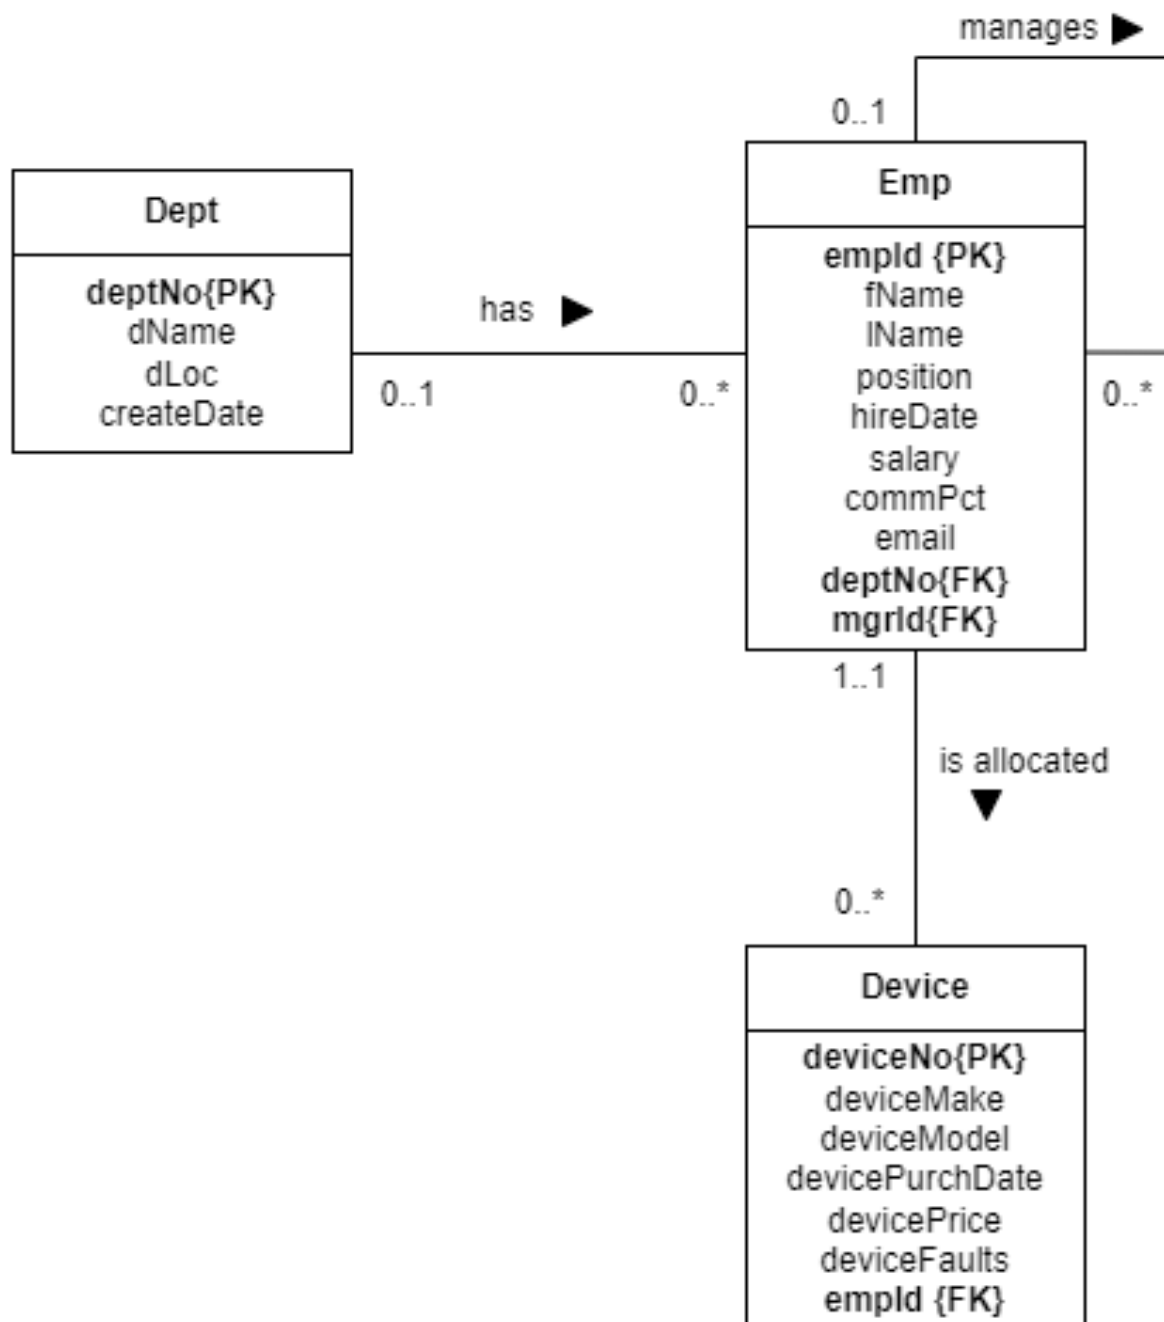 manages
0..1
Dept
deptNo{PK}
dName
dLoc
createDate
has
0..1
0..*
Emp
empId {PK}
fName
lName
position
hireDate
salary
commPct
email
deptNo{FK}
mgrId{FK}
0..*
1..1
is allocated
0..*
Device
deviceNo{PK}
deviceMake
deviceModel
devicePurchDate
devicePrice
deviceFaults
empId {FK}